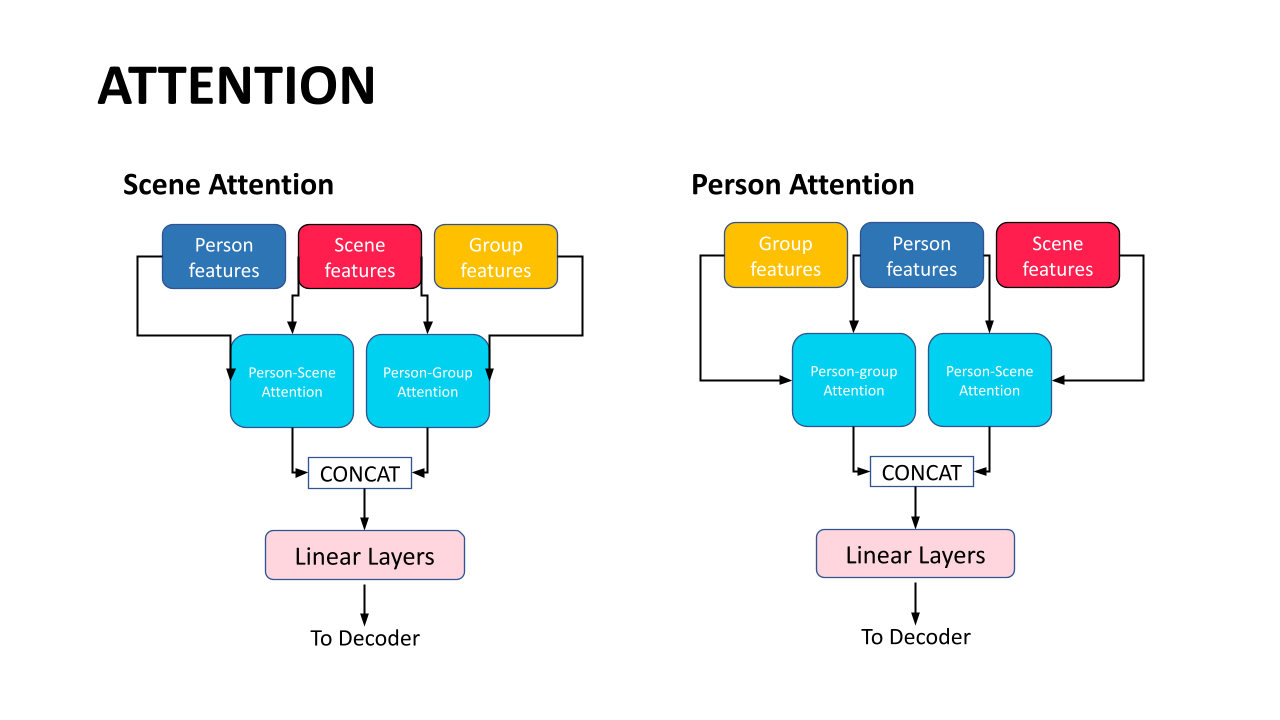 ATTENTION
Scene Attention
Person
features
Scene
features
Group
features
Person-Scene
Attention
Person-Group
Attention
CONCAT
Linear Layers
To Decoder
Person Attention
Group
features
Person
features
Scene
features
Person-group
Attention
Person-Scene
Attention
CONCAT
Linear Layers
To Decoder